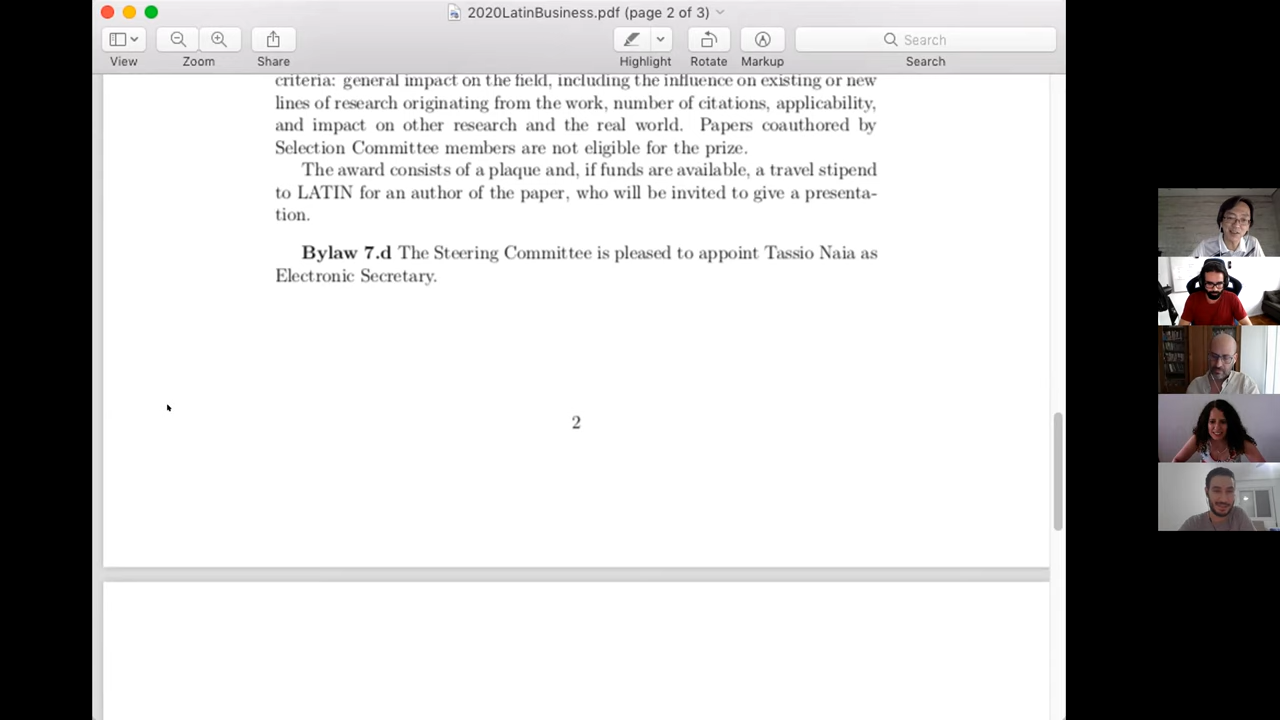 2020LatinBusiness.pdf (page 2 of 3)
View
Zoom
Share
Highlight
Rotate
Markup
Search
Search
criteria: general impact on the field, including the influence on existing or new
lines of research originating from the work, number of citations, applicability,
and impact on other research and the real world. Papers coauthored by
Selection Committee members are not eligible for the prize.
The award consists of a plaque and, if funds are available, a travel stipend
to LATIN for an author of the paper, who will be invited to give a presenta-
tion.
Bylaw 7.d The Steering Committee is pleased to appoint Tassio Naia as
Electronic Secretary.
2